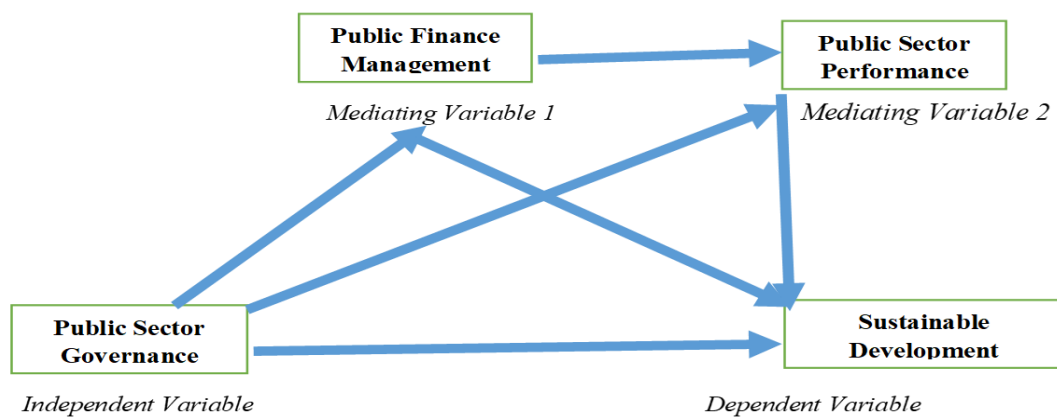 Public Finance
Management
Mediating Variable 1
Public Sector
Performance
Mediating Variable 2
Public Sector
Governance
Independent Variable
Sustainable
Development
Dependent Variable